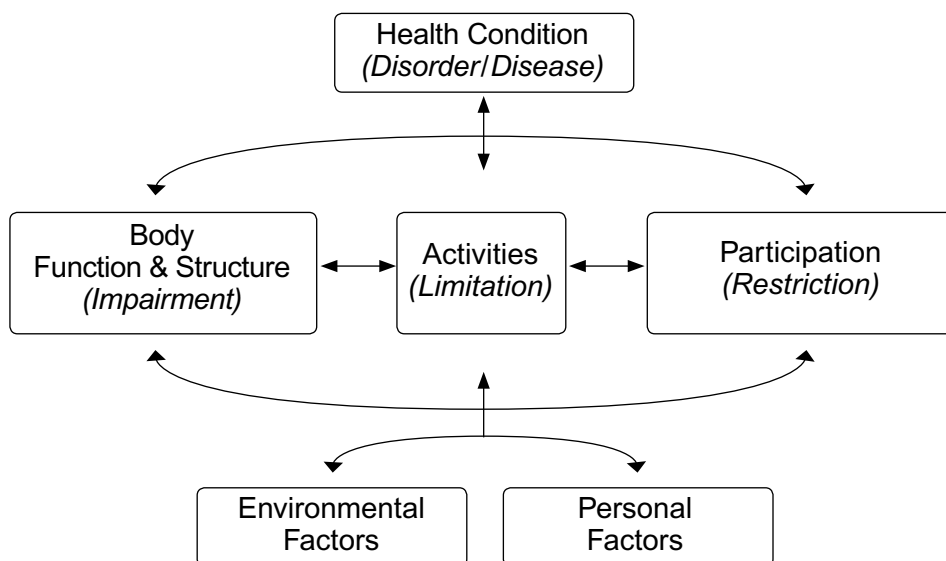 Health Condition
(Disorder/Disease)
Body
Function & Structure
(Impairment)
Activities
(Limitation)
Participation
(Restriction)
Environmental
Factors
Personal
Factors